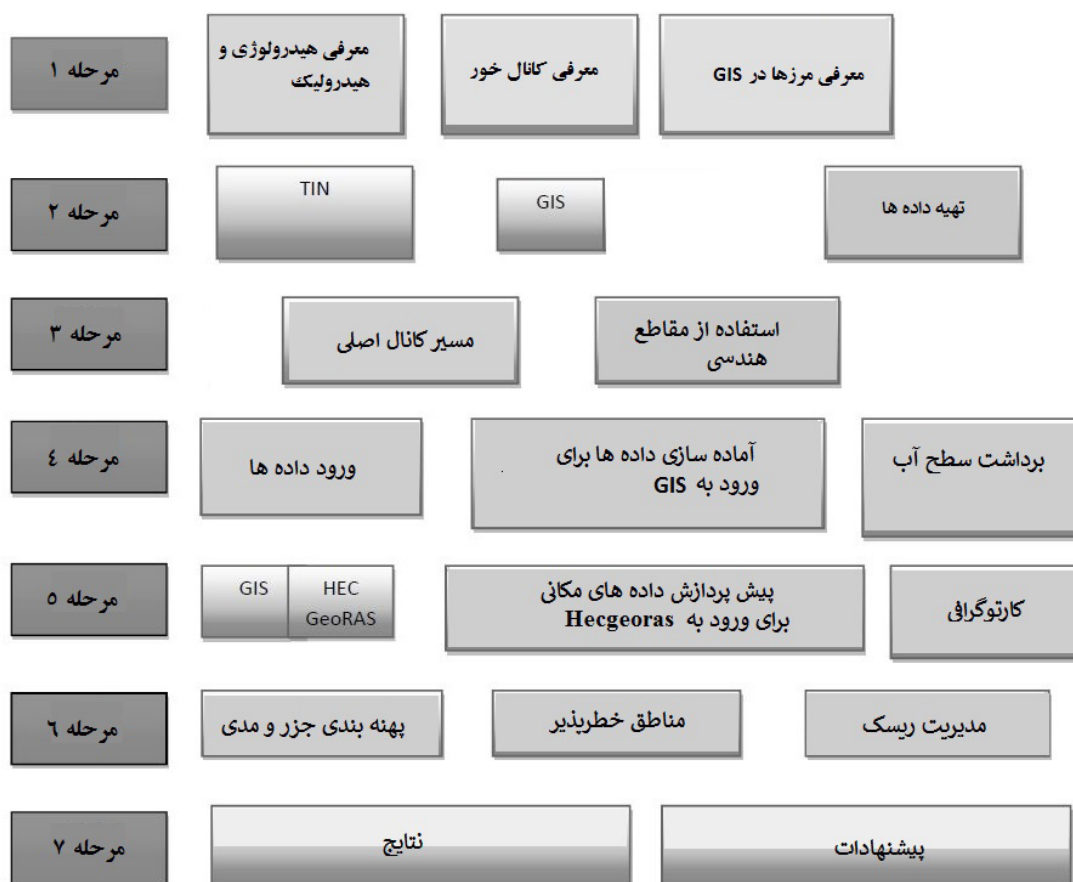 مرحله ۱
معرفی هیدرولوژی و
هیدرولیک
معرفی کانال خور
معرفی مرزها در GIS
مرحله ۲
TIN
GIS
تهیه داده ها
مرحله ۳
مسیر کانال اصلی
استفاده از مقاطع
هندسی
مرحله ٤
ورود داده ها
آماده سازی داده ها برای
ورود به GIS
برداشت سطح آب
مرحله ٥
GIS
HEC
GeoRAS
پیش پردازش داده های مکانی
برای ورود به Hecgeoras
کارتوگرافی
مرحله ٦
پهنه بندی جزر و مدی
مناطق خطرپذیر
مدیریت ریسک
مرحله ۷
نتایج
پیشنهادات